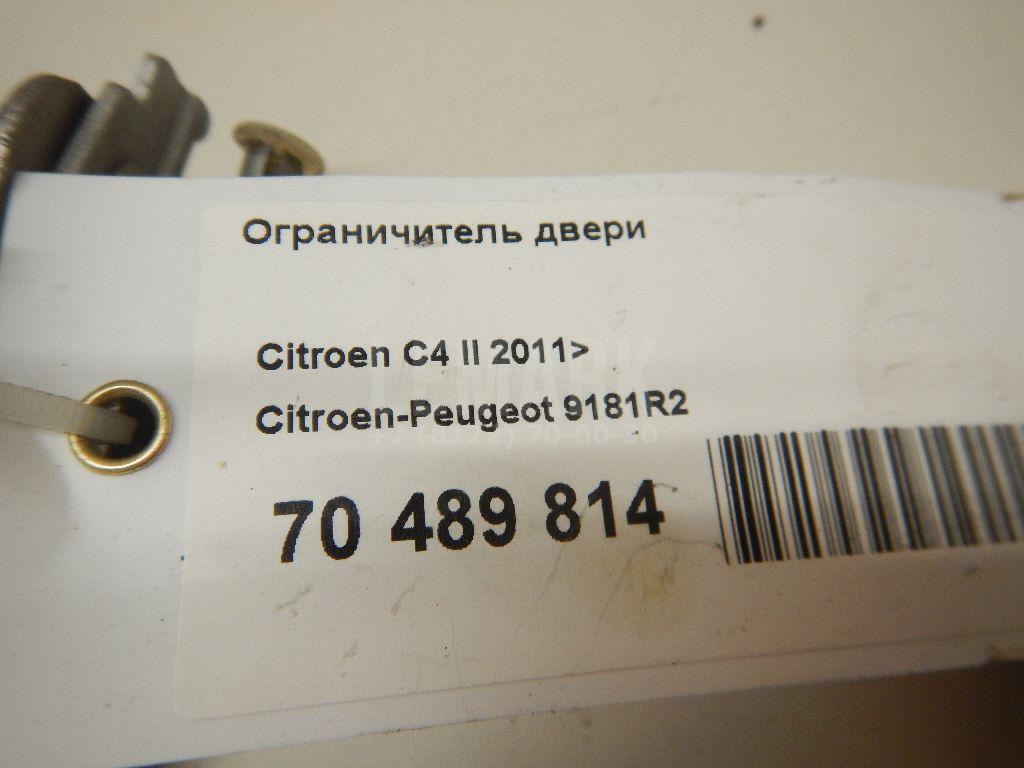 Ограничитель двери
Citroen C4 II 2011>
Citroen-Peugeot 9181R2
70 489 814